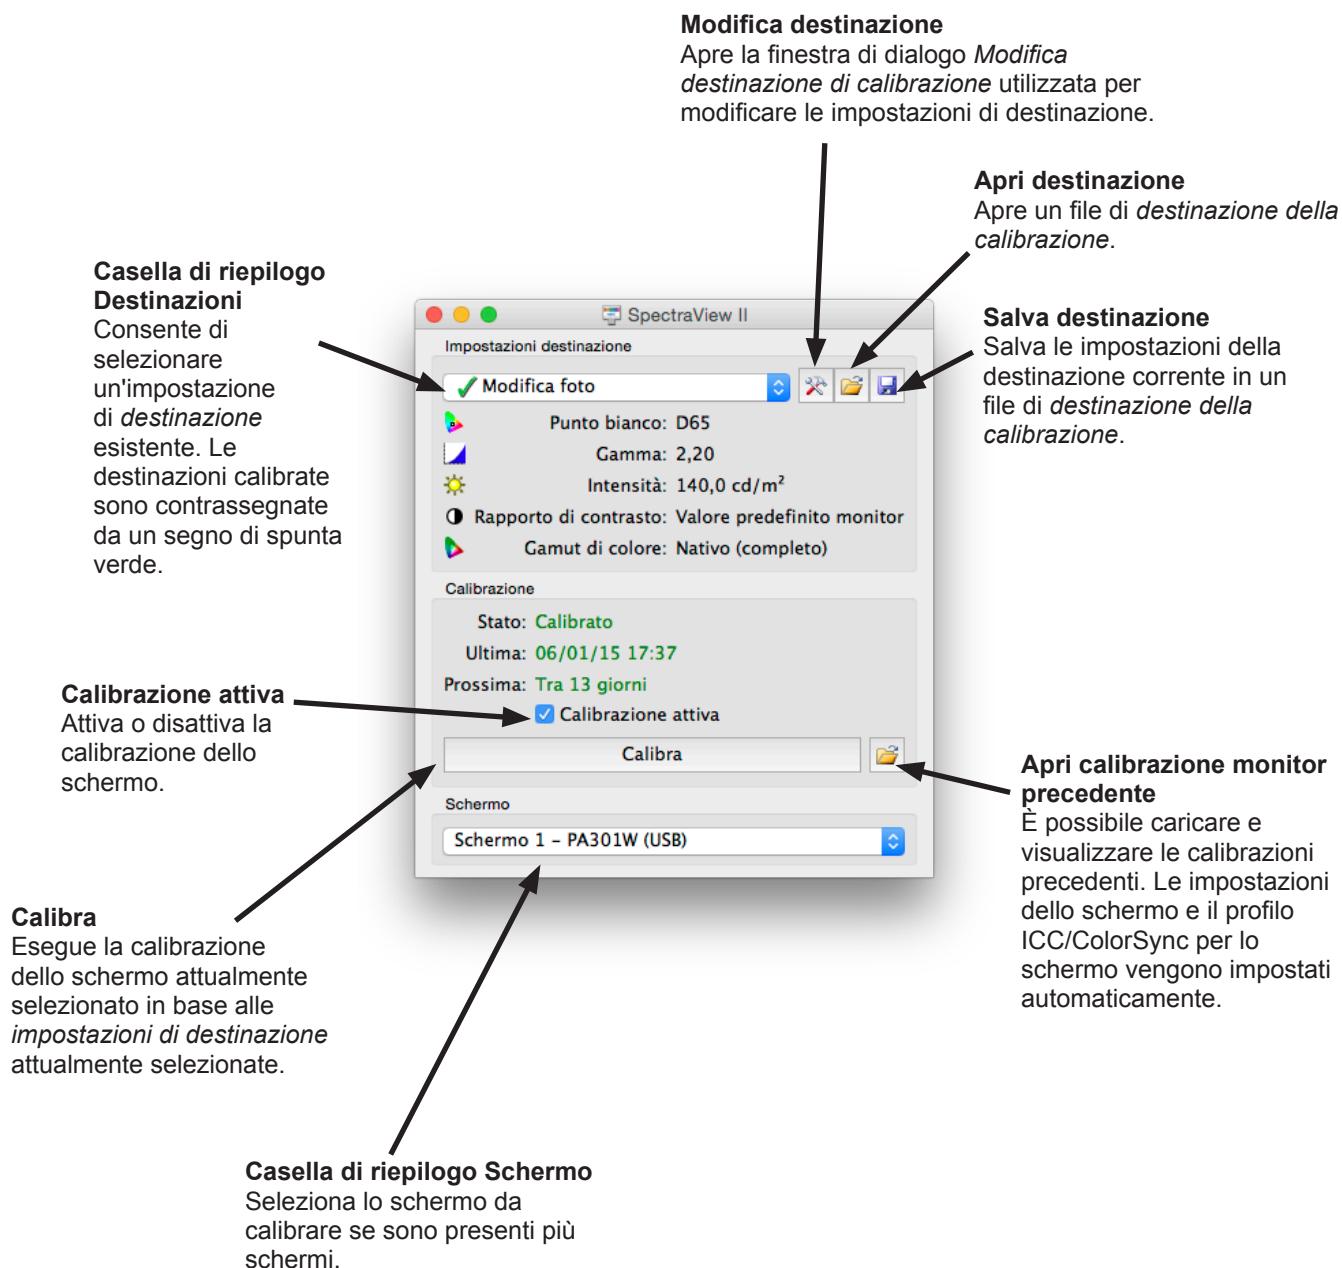 Modifica destinazione
Apre la finestra di dialogo Modifica
destinazione di calibrazione utilizzata per
modificare le impostazioni di destinazione.
Apri destinazione
Apre un file di destinazione della
calibrazione.
Casella di riepilogo
Destinazioni
Consente di
selezionare
un'impostazione
di destinazione
esistente. Le
destinazioni calibrate
sono contrassegnate
da un segno di spunta
verde.
Salva destinazione
Salva le impostazioni della
destinazione corrente in un
file di destinazione della
calibrazione.
SpectraView II
Impostazioni destinazione
Modifica foto
Punto bianco: D65
Gamma: 2,20
Intensità: 140,0 cd/m²
Rapporto di contrasto: Valore predefinito monitor
Gamut di colore: Nativo (completo)
Calibrazione
Stato: Calibrato
Ultima: 06/01/15 17:37
Prossima: Tra 13 giorni
Calibrazione attiva
Calibra
Schermo
Schermo 1 – PA301W (USB)
Calibrazione attiva
Attiva o disattiva la
calibrazione dello
schermo.
Apri calibrazione monitor
precedente
È possibile caricare e
visualizzare le calibrazioni
precedenti. Le impostazioni
dello schermo e il profilo
ICC/ColorSync per lo
schermo vengono impostati
automaticamente.
Calibra
Esegue la calibrazione
dello schermo attualmente
selezionato in base alle
impostazioni di destinazione
attualmente selezionate.
Casella di riepilogo Schermo
Seleziona lo schermo da
calibrare se sono presenti più
schermi.